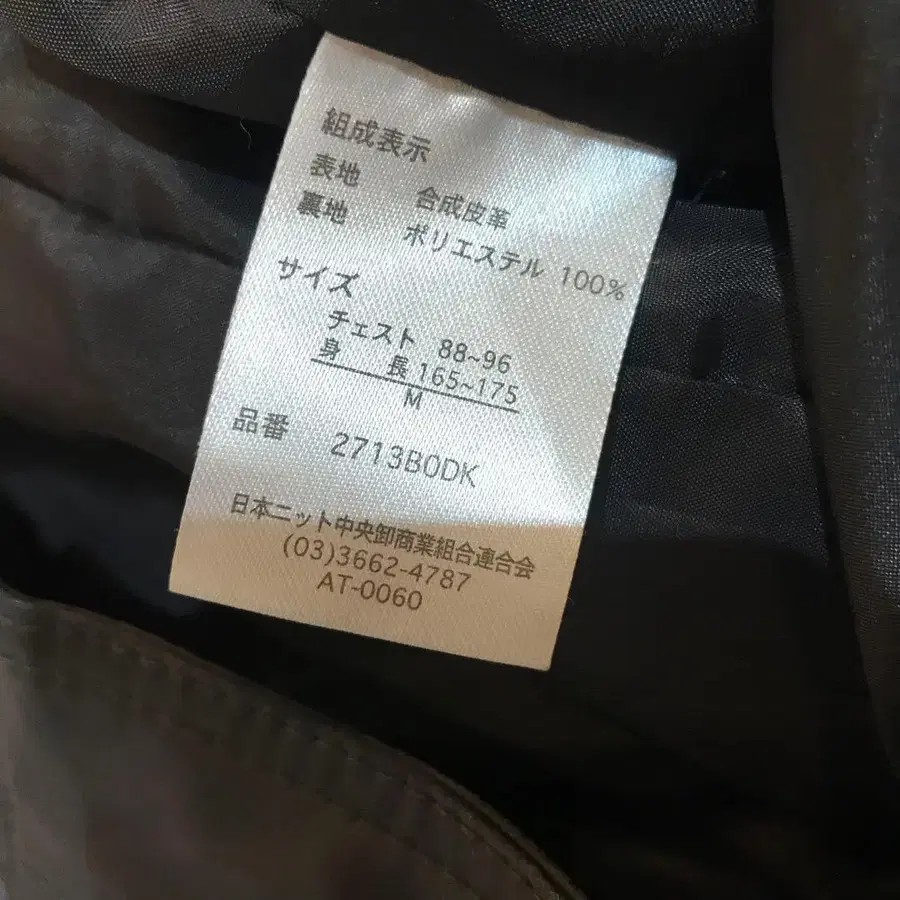 組成表示
表地 合成皮革
裏地 ポリエステル 100%
サイズ
チェスト 88~96
身長 165~175
M
品番 2713B0DK
日本ニット中央卸商業組合連合会
(03)3662-4787
AT-0060